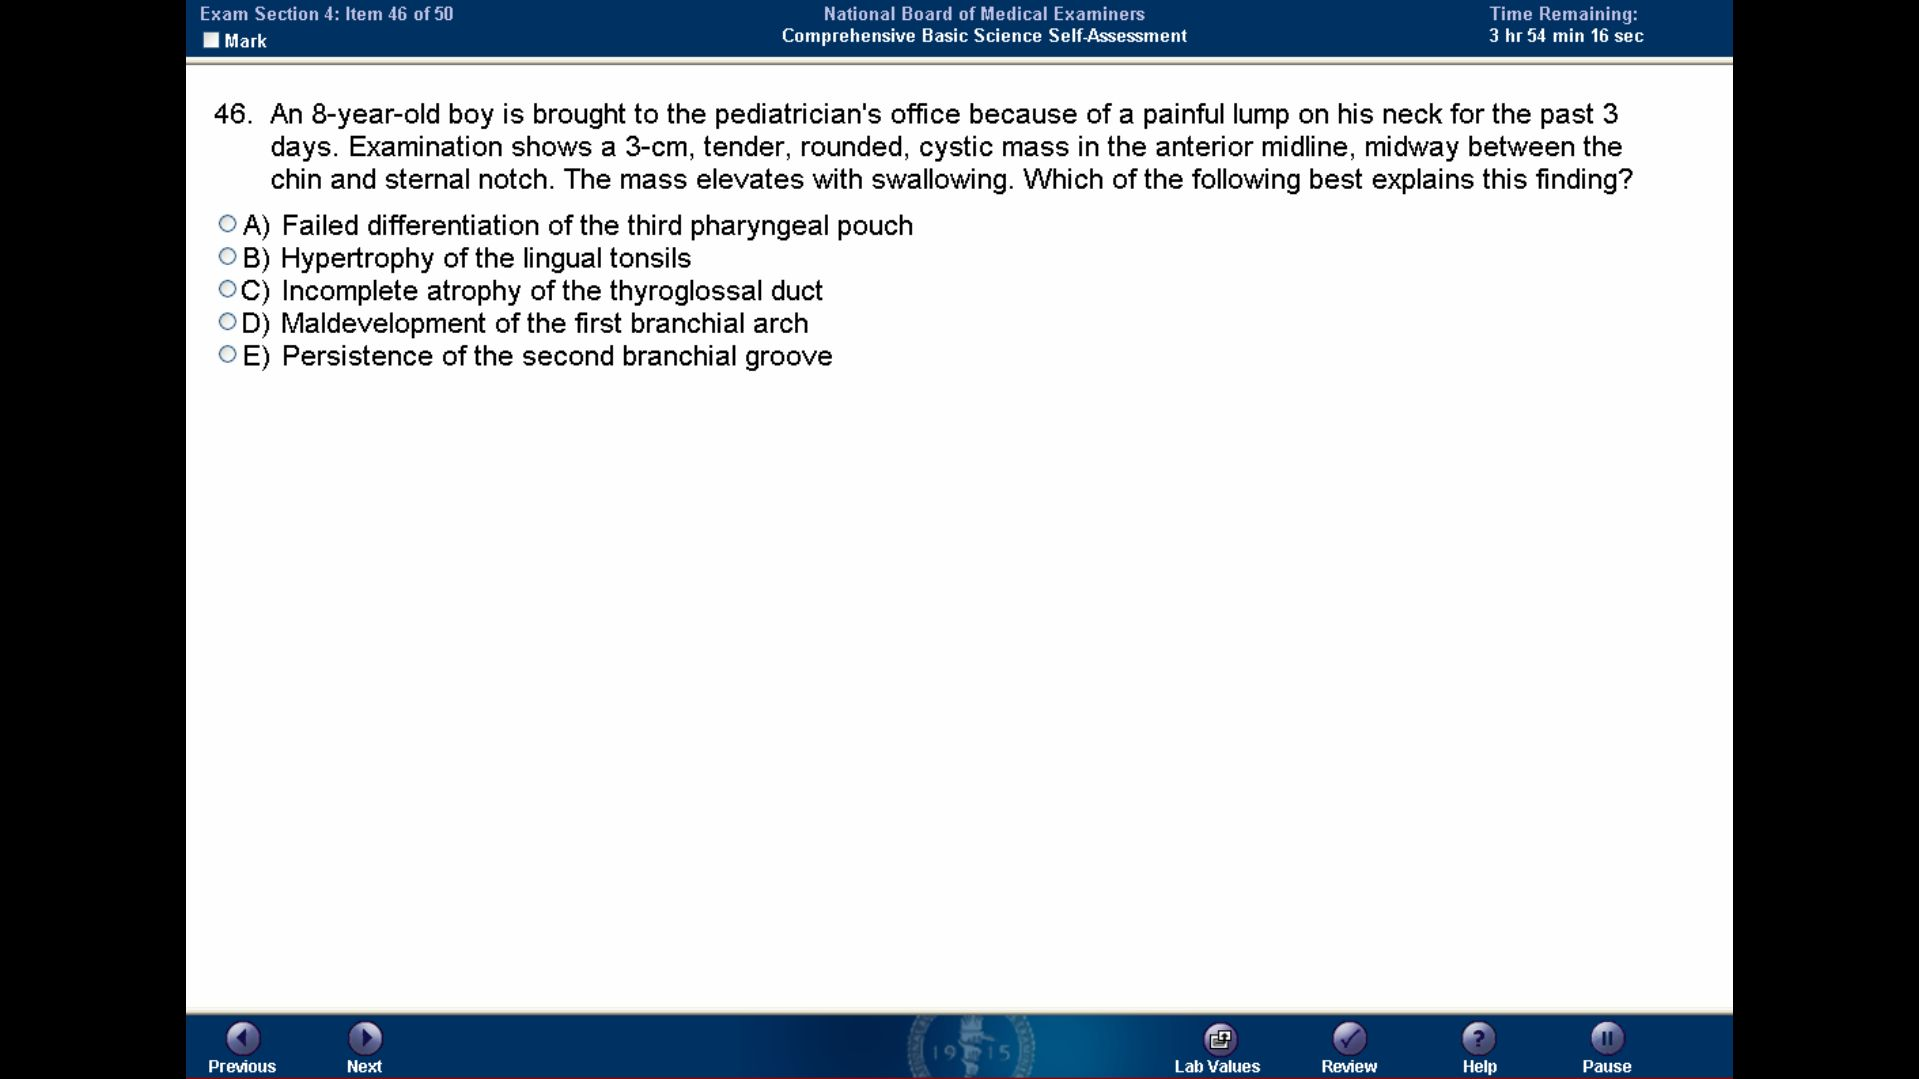 Exam Section 4: Item 46 of 50
Mark
National Board of Medical Examiners
Comprehensive Basic Science Self-Assessment
Time Remaining:
3 hr 54 min 16 sec
46. An 8-year-old boy is brought to the pediatrician's office because of a painful lump on his neck for the past 3
days. Examination shows a 3-cm, tender, rounded, cystic mass in the anterior midline, midway between the
chin and sternal notch. The mass elevates with swallowing. Which of the following best explains this finding?
A) Failed differentiation of the third pharyngeal pouch
B) Hypertrophy of the lingual tonsils
C) Incomplete atrophy of the thyroglossal duct
D) Maldevelopment of the first branchial arch
E) Persistence of the second branchial groove
Previous
Next
1915
Lab Values
Review
Help
Pause